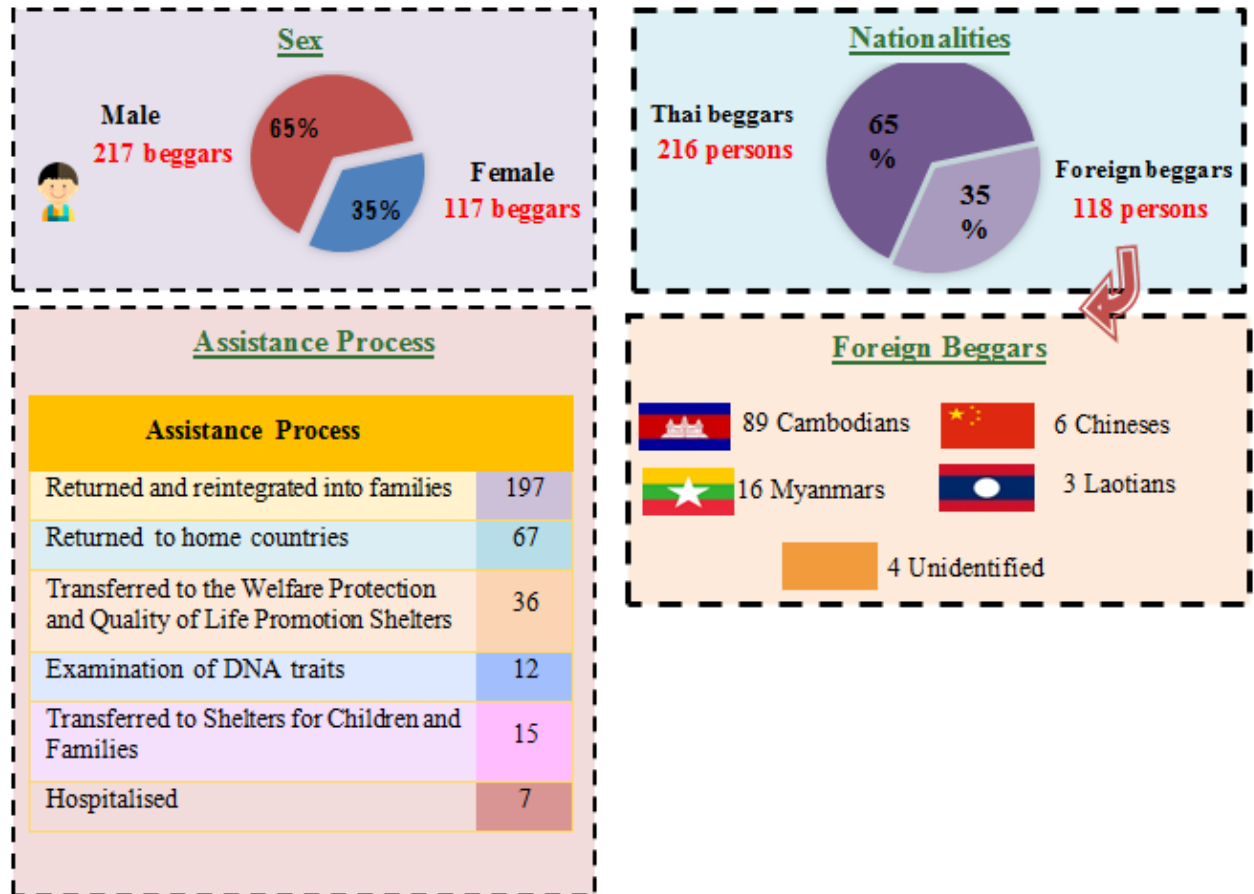 Sex
Male
217 beggars
65%
35%
Female
117 beggars
Nationalities
Thai beggars
216 persons
65
%
35
%
Foreign beggars
118 persons
Assistance Process
Assistance Process
Returned and reintegrated into families 197
Returned to home countries 67
Transferred to the Welfare Protection
and Quality of Life Promotion Shelters 36
Examination of DNA traits 12
Transferred to Shelters for Children and
Families 15
Hospitalised 7
Foreign Beggars
89 Cambodians
6 Chineses
16 Myanmars
3 Laotians
4 Unidentified